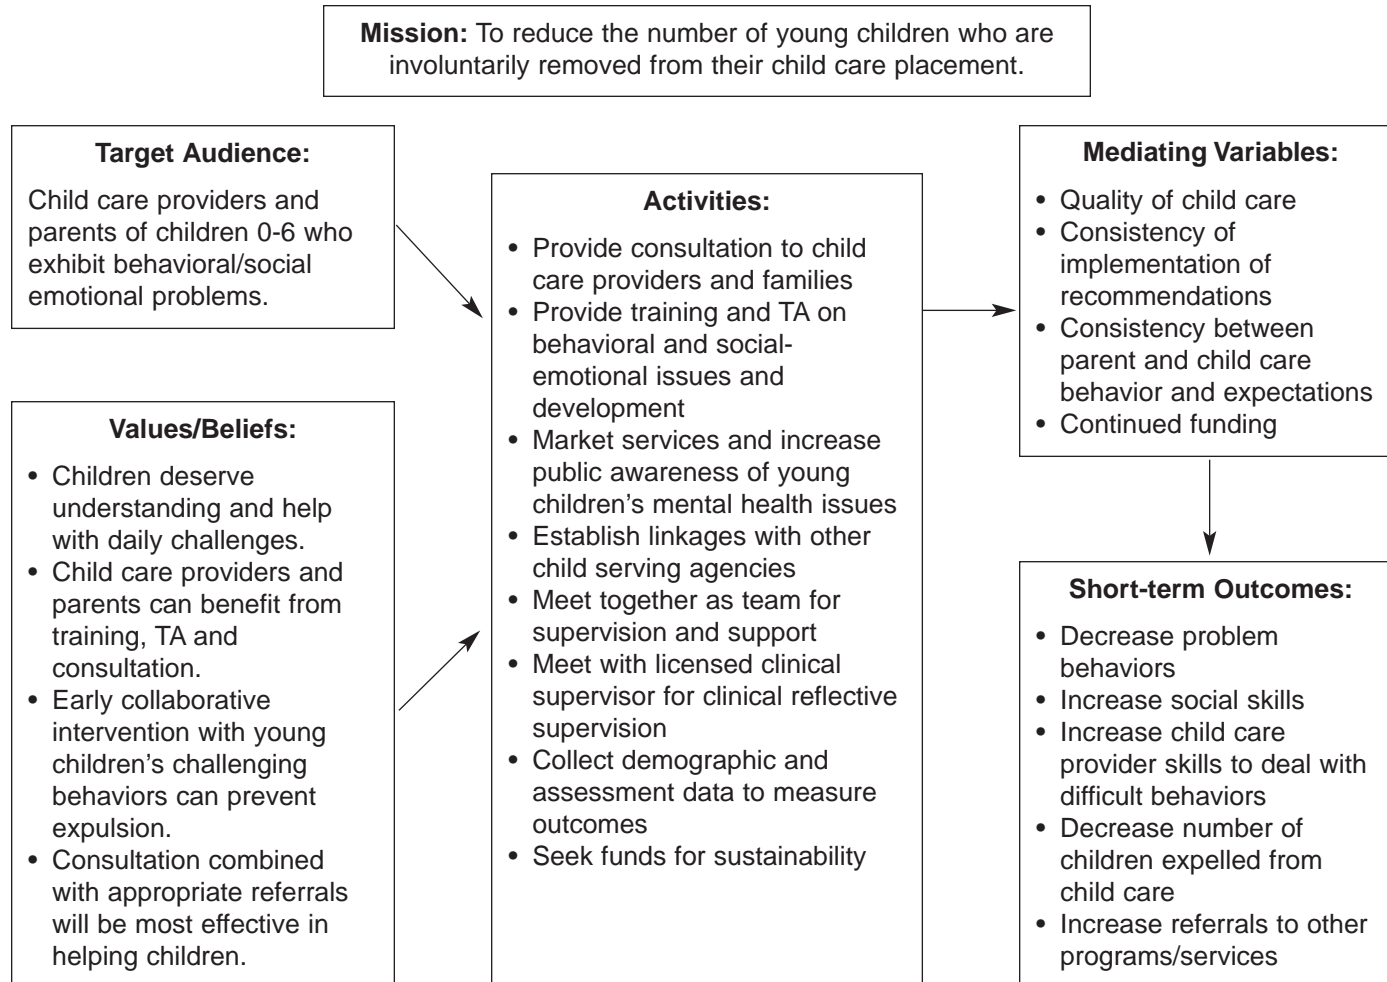 Mission: To reduce the number of young children who are
involuntarily removed from their child care placement.
Target Audience:
Child care providers and
parents of children 0-6 who
exhibit behavioral/social
emotional problems.
Values/Beliefs:
• Children deserve
understanding and help
with daily challenges.
• Child care providers and
parents can benefit from
training, TA and
consultation.
• Early collaborative
intervention with young
children’s challenging
behaviors can prevent
expulsion.
• Consultation combined
with appropriate referrals
will be most effective in
helping children.
Activities:
• Provide consultation to child
care providers and families
• Provide training and TA on
behavioral and social-
emotional issues and
development
• Market services and increase
public awareness of young
children’s mental health issues
• Establish linkages with other
child serving agencies
• Meet together as team for
supervision and support
• Meet with licensed clinical
supervisor for clinical reflective
supervision
• Collect demographic and
assessment data to measure
outcomes
• Seek funds for sustainability
Mediating Variables:
• Quality of child care
• Consistency of
implementation of
recommendations
• Consistency between
parent and child care
behavior and expectations
• Continued funding
Short-term Outcomes:
• Decrease problem
behaviors
• Increase social skills
• Increase child care
provider skills to deal with
difficult behaviors
• Decrease number of
children expelled from
child care
• Increase referrals to other
programs/services